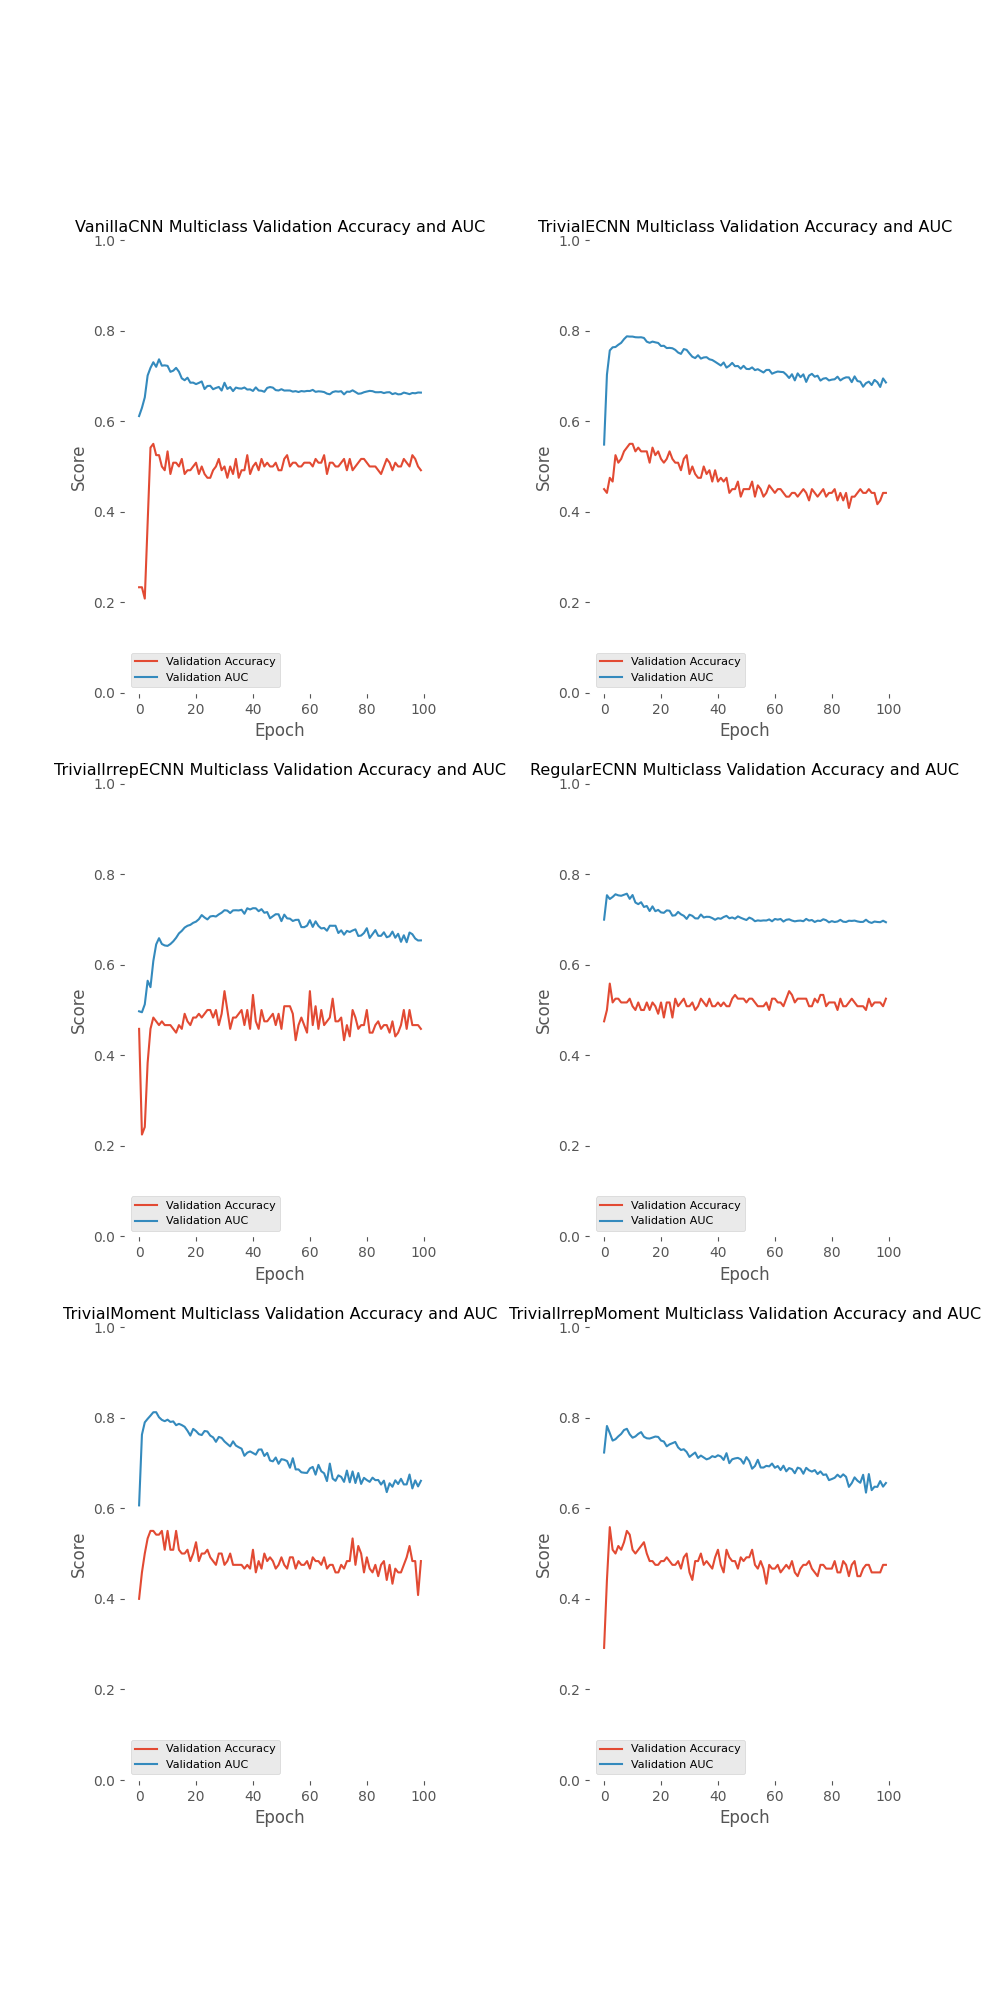 VanillaCNN Multiclass Validation Accuracy and AUC
1.0
0.8
0.6
0.4
0.2
0.0
Score
Validation Accuracy
Validation AUC
0 20 40 60 80 100
Epoch
TrivialECNN Multiclass Validation Accuracy and AUC
1.0
0.8
0.6
0.4
0.2
0.0
Score
Validation Accuracy
Validation AUC
0 20 40 60 80 100
Epoch
TrivialIrrepECNN Multiclass Validation Accuracy and AUC
1.0
0.8
0.6
0.4
0.2
0.0
Score
Validation Accuracy
Validation AUC
0 20 40 60 80 100
Epoch
RegularECNN Multiclass Validation Accuracy and AUC
1.0
0.8
0.6
0.4
0.2
0.0
Score
Validation Accuracy
Validation AUC
0 20 40 60 80 100
Epoch
TrivialMoment Multiclass Validation Accuracy and AUC
1.0
0.8
0.6
0.4
0.2
0.0
Score
Validation Accuracy
Validation AUC
0 20 40 60 80 100
Epoch
TrivialIrrepMoment Multiclass Validation Accuracy and AUC
1.0
0.8
0.6
0.4
0.2
0.0
Score
Validation Accuracy
Validation AUC
0 20 40 60 80 100
Epoch